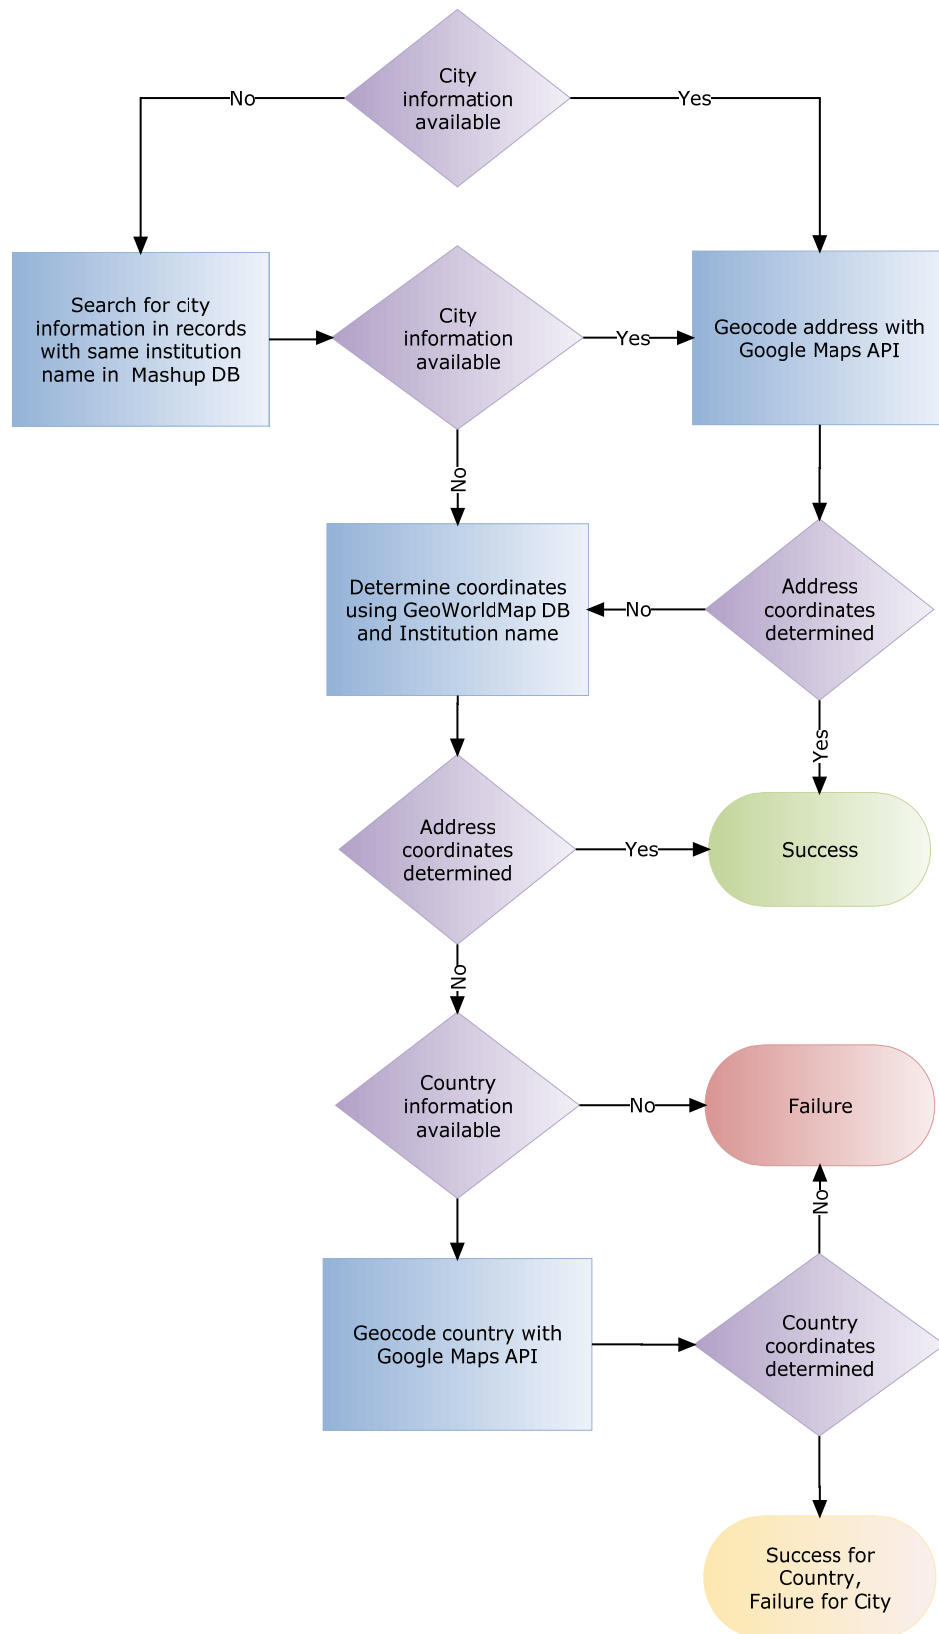 City
information
available
No
Yes
Search for city
information in records
with same institution
name in  Mashup DB
City
information
available
Yes
Geocode address with
Google Maps API
No
Determine coordinates
using GeoWorldMap DB
and Institution name
No
Address
coordinates
determined
Yes
Address
coordinates
determined
Yes
Success
No
Country
information
available
No
Failure
No
Geocode country with
Google Maps API
Country
coordinates
determined
Success for
Country,
Failure for City